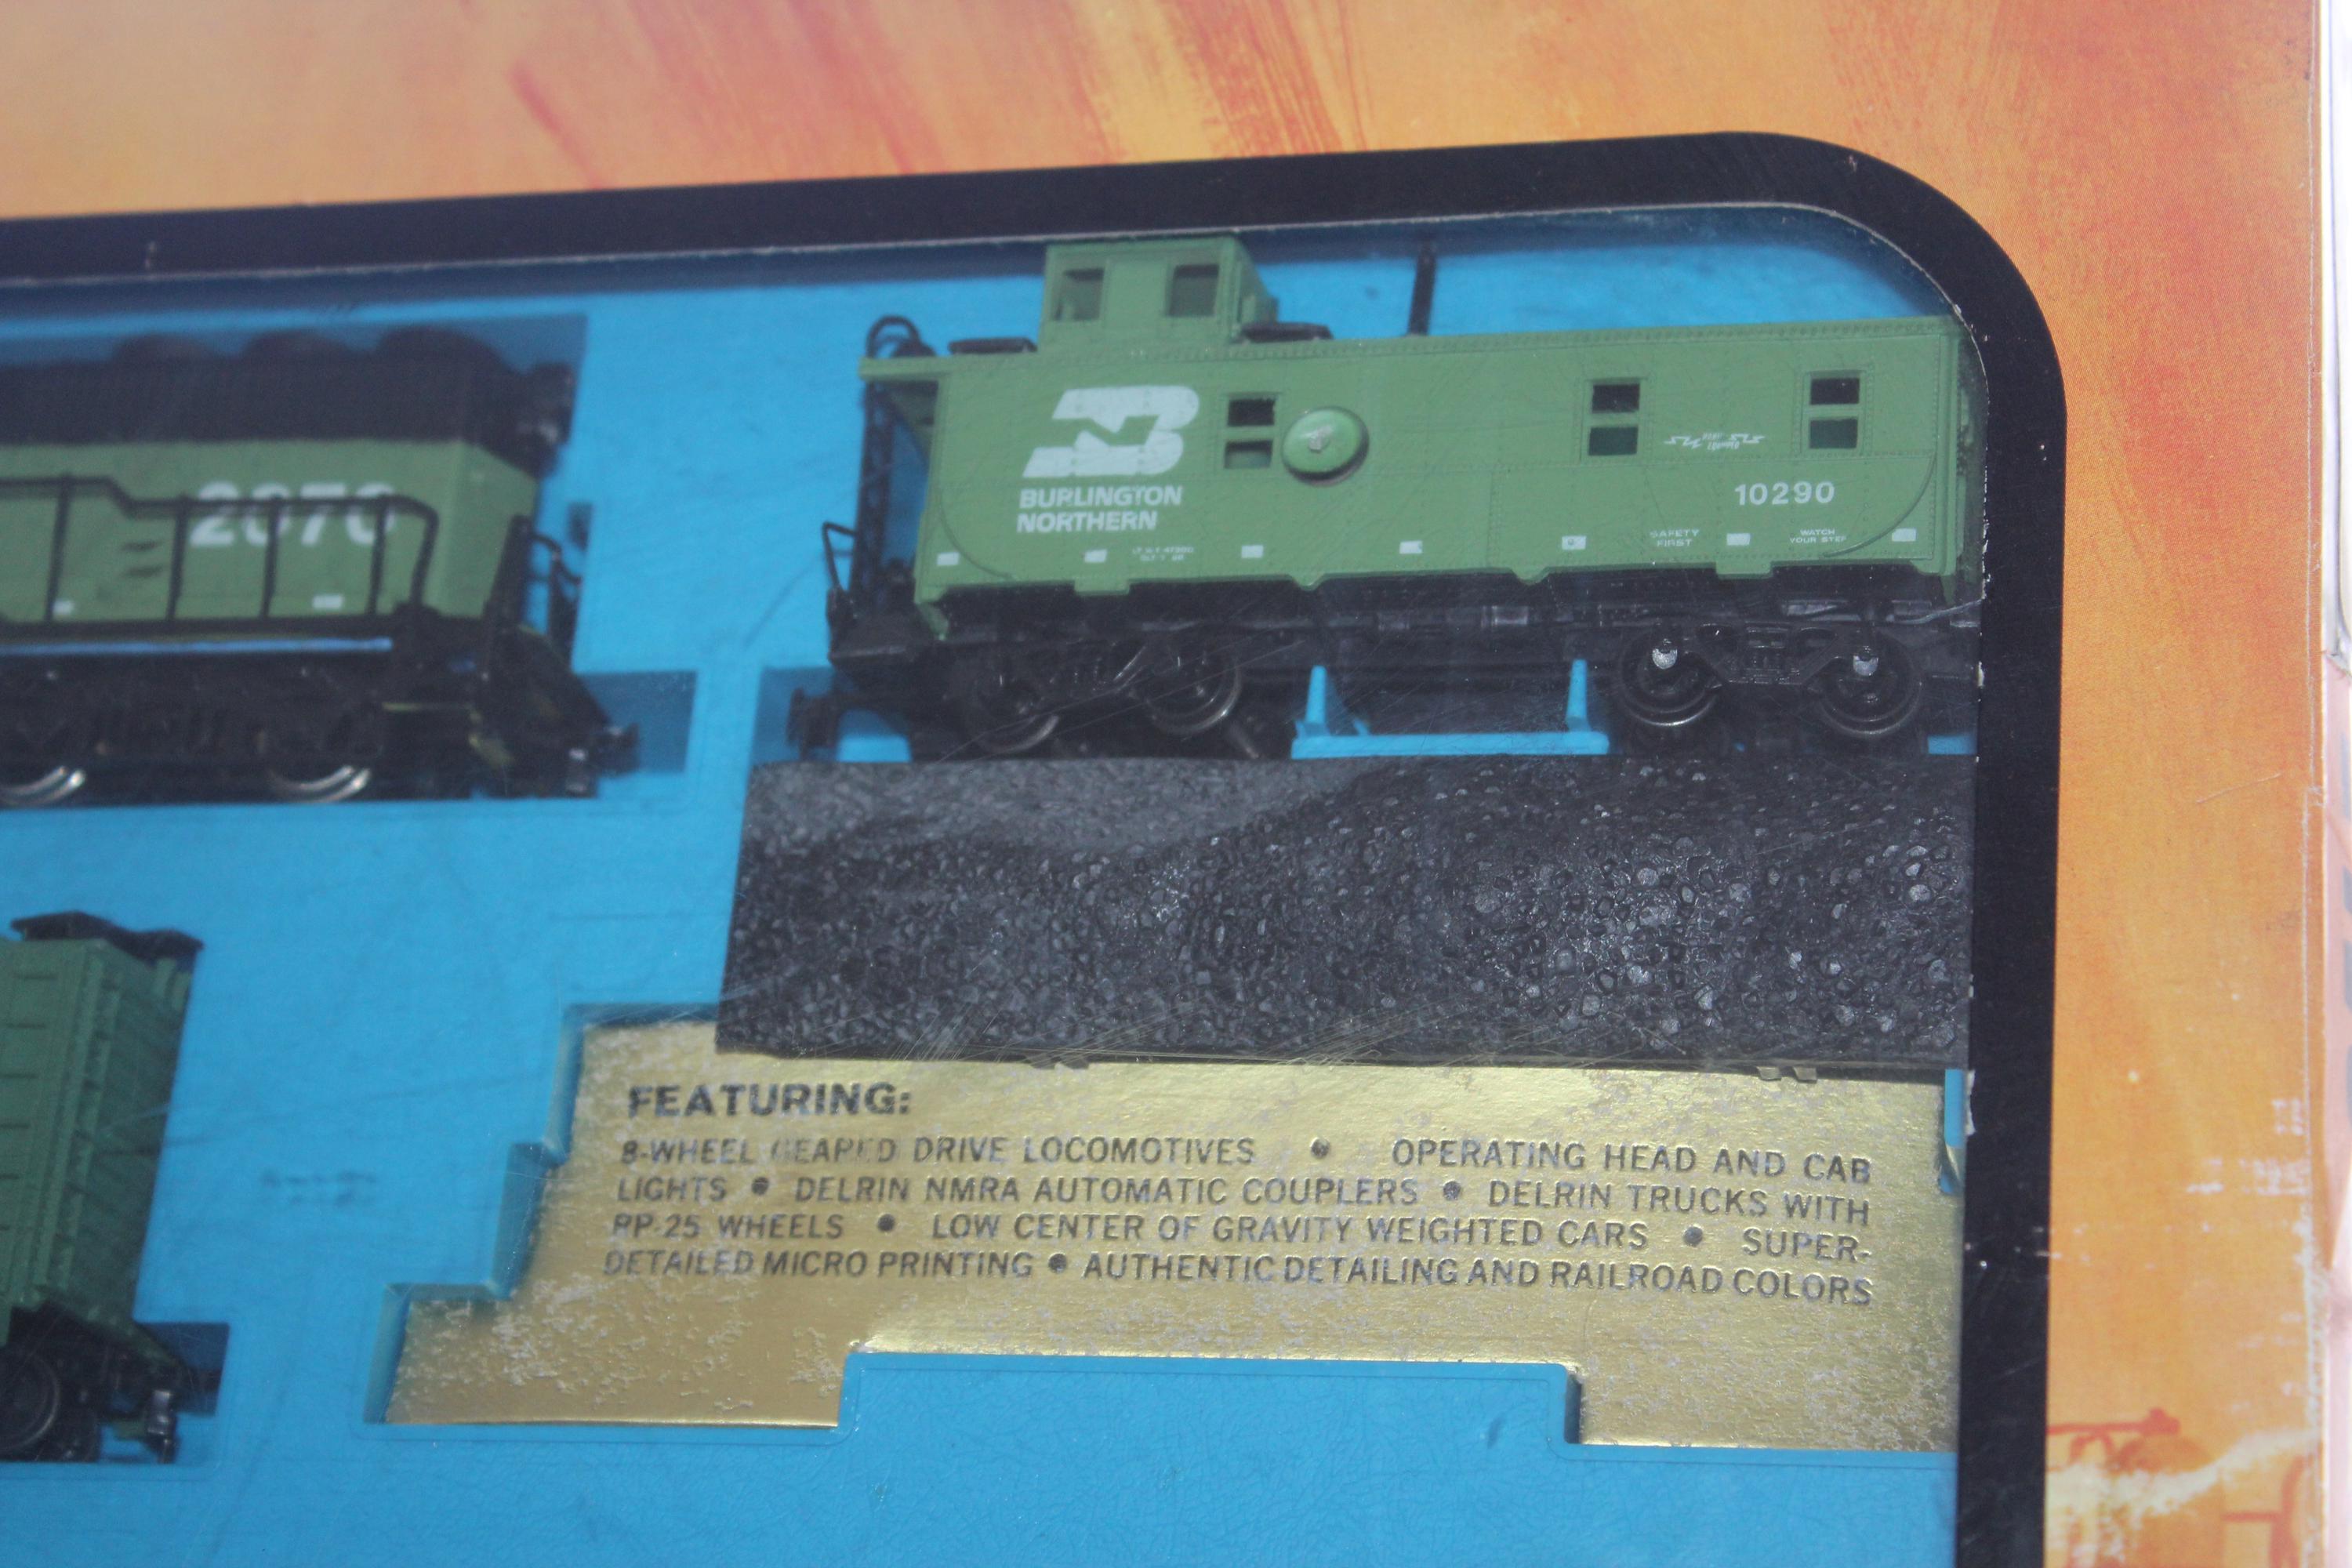 BURLINGTON
NORTHERN
10290
SAFETY
FIRST
WATCH
YOUR STEP
FEATURING:
8-WHEEL GEARED DRIVE LOCOMOTIVES • OPERATING HEAD AND CAB
LIGHTS • DELRIN NMRA AUTOMATIC COUPLERS • DELRIN TRUCKS WITH
RP-25 WHEELS • LOW CENTER OF GRAVITY WEIGHTED CARS • SUPER-
DETAILED MICRO PRINTING • AUTHENTIC DETAILING AND RAILROAD COLORS